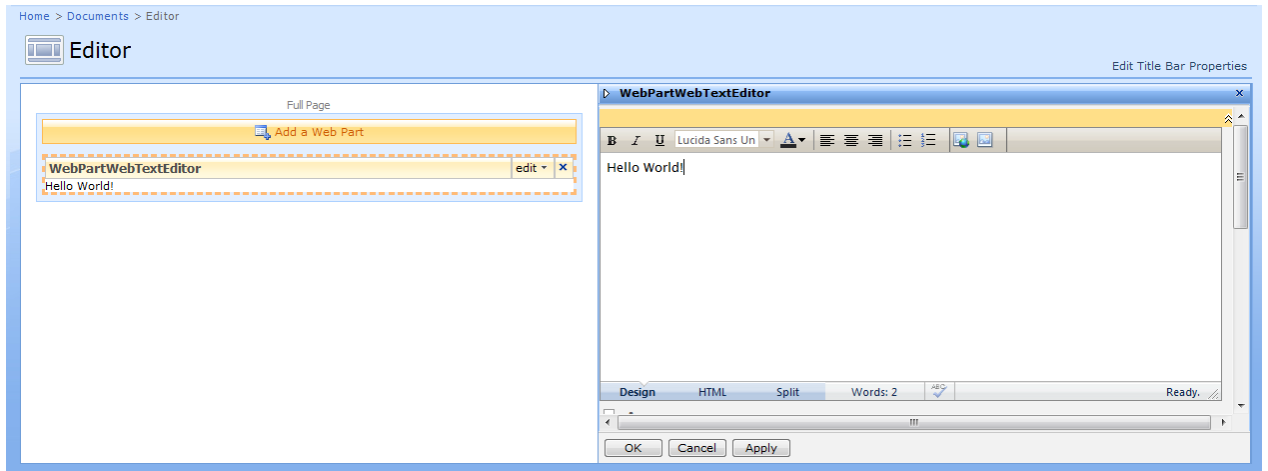 Home > Documents > Editor
Editor
Edit Title Bar Properties
Full Page
Add a Web Part
WebPartWebTextEditor
edit
Hello World!
WebPartWebTextEditor
B I U Lucida Sans Un A
Hello World!
Design HTML Split Words: 2 ABC Ready.
OK Cancel Apply